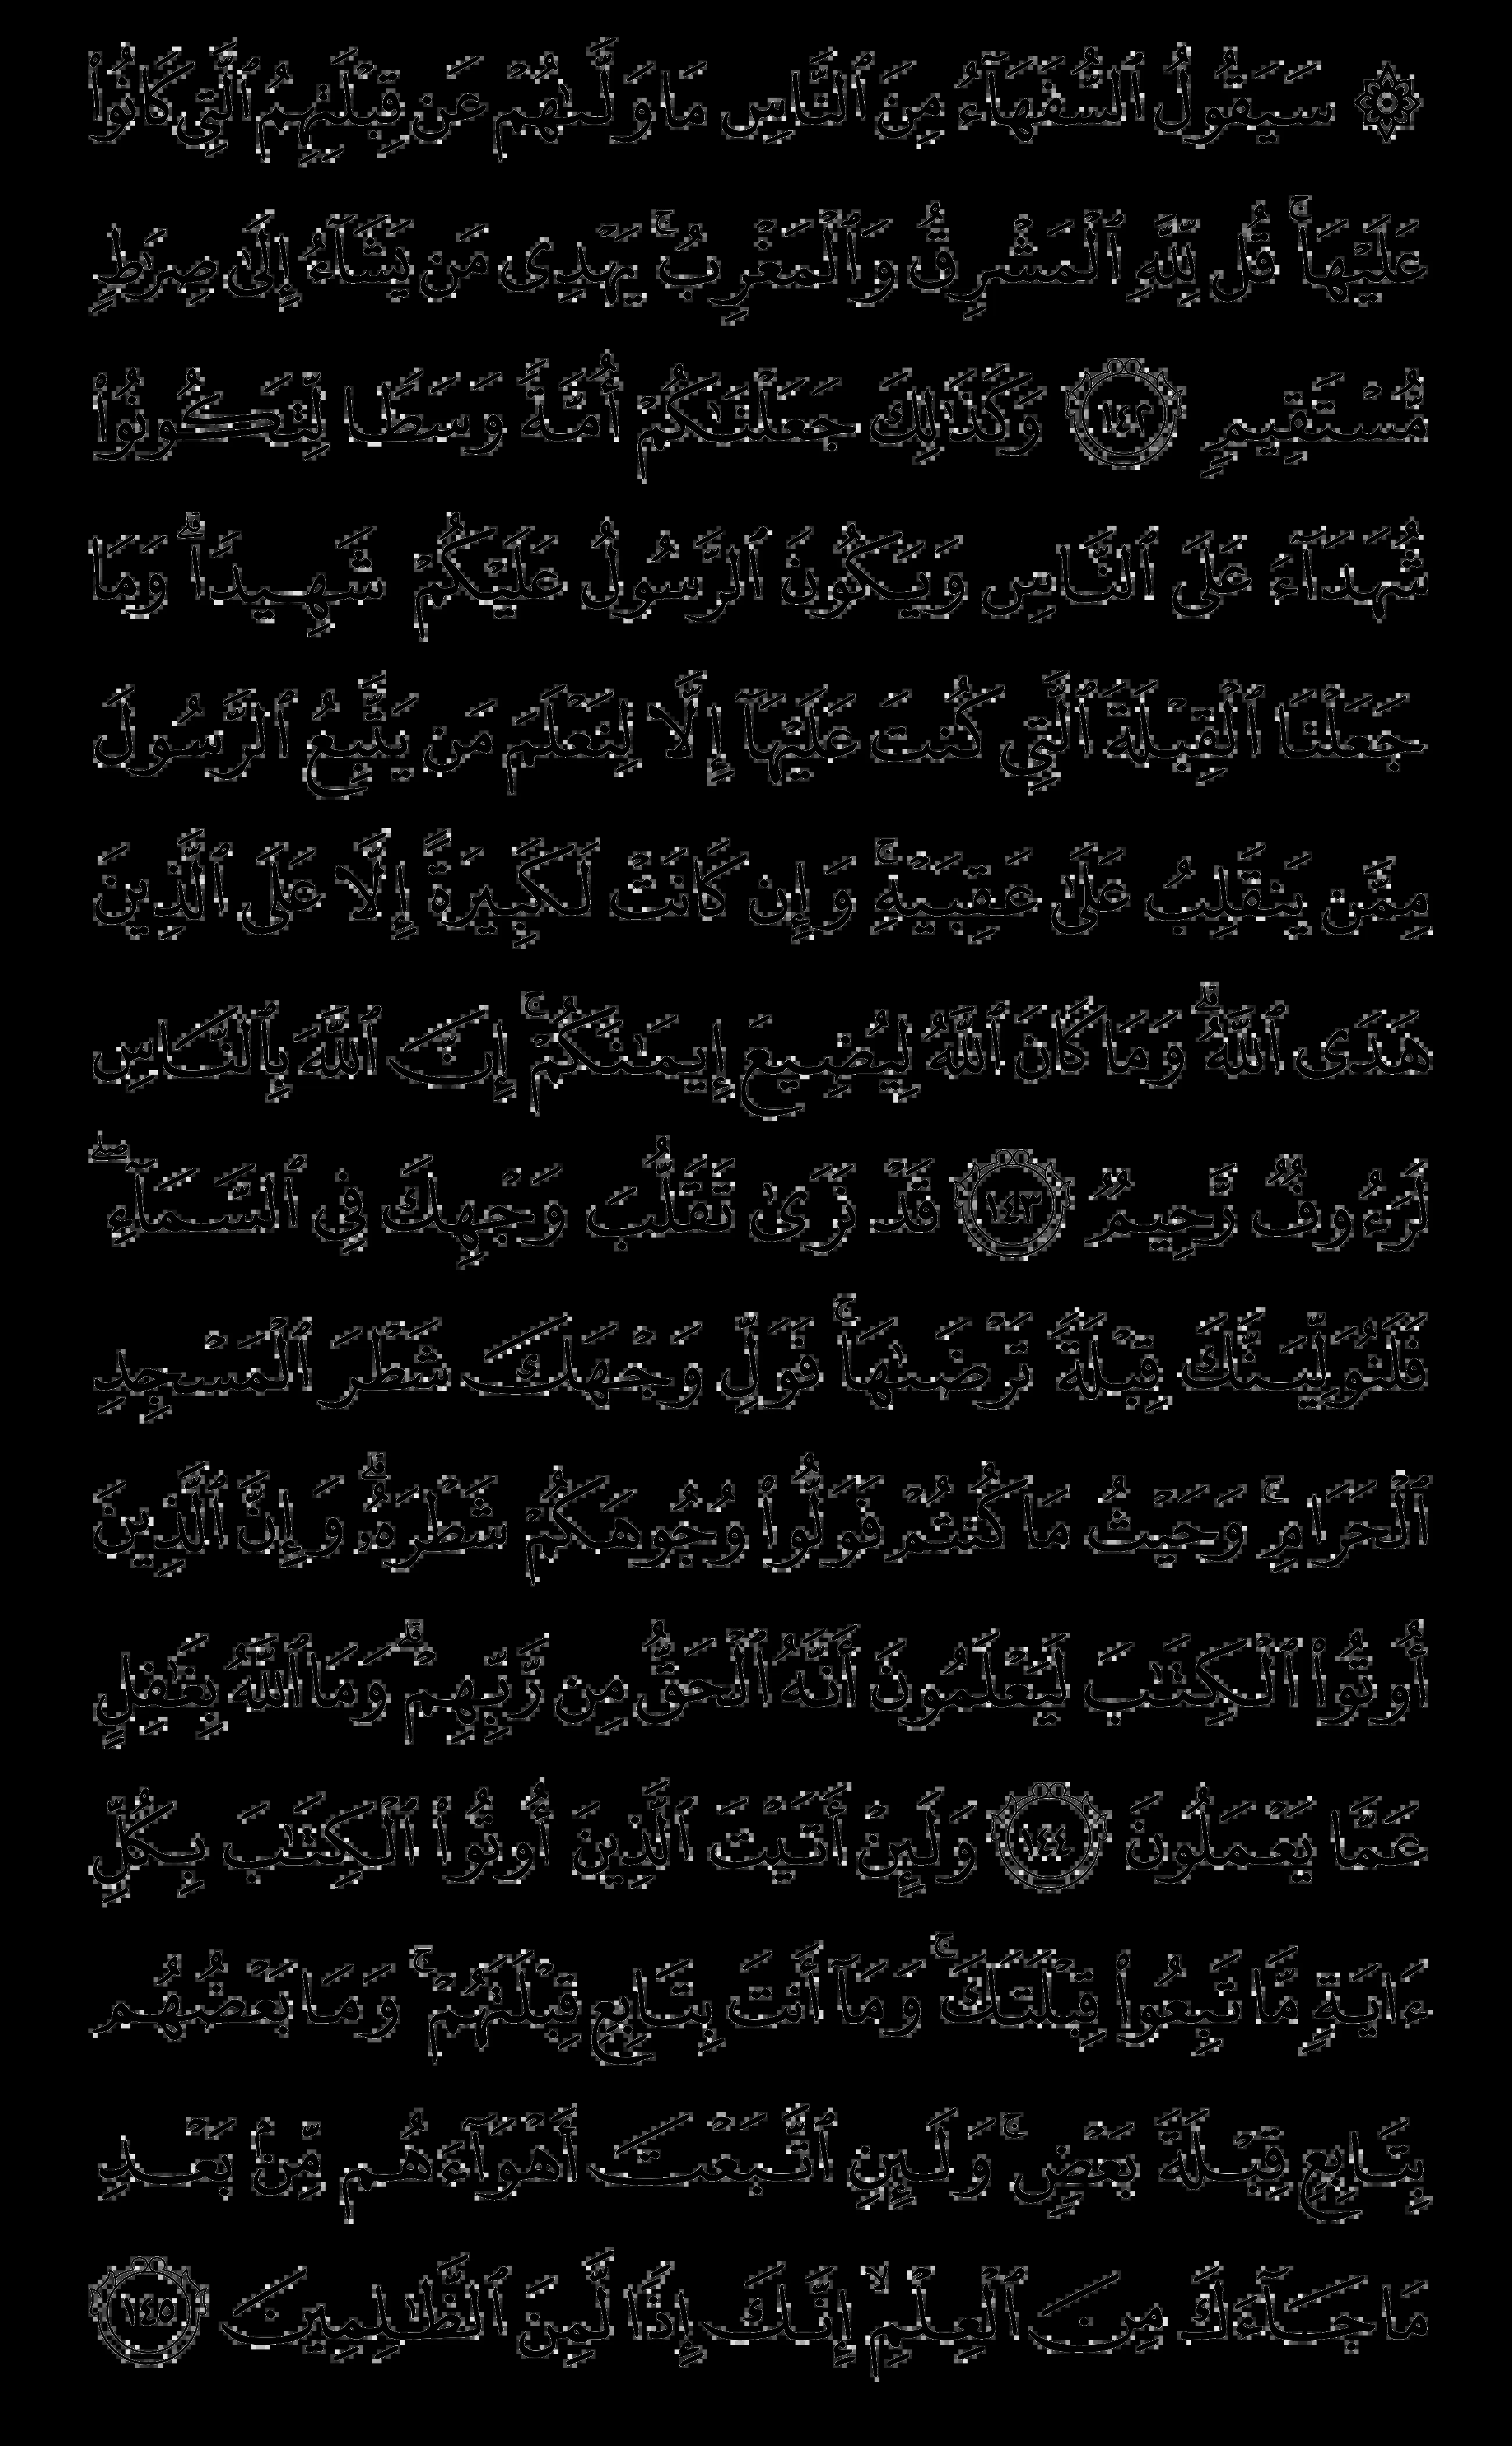 ۞ سَيَقُولُ ٱلسُّفَهَآءُ مِنَ ٱلنَّاسِ مَا وَلَّىٰهُمْ عَن قِبْلَتِهِمُ ٱلَّتِى كَانُوا۟
عَلَيْهَا ۚ قُل لِّلَّهِ ٱلْمَشْرِقُ وَٱلْمَغْرِبُ ۚ يَهْدِى مَن يَشَآءُ إِلَىٰ صِرَٰطٍ
مُّسْتَقِيمٍ ١٤٢ وَكَذَٰلِكَ جَعَلْنَـٰكُمْ أُمَّةً وَسَطًا لِّتَكُونُوا۟
شُهَدَآءَ عَلَى ٱلنَّاسِ وَيَكُونَ ٱلرَّسُولُ عَلَيْكُمْ شَهِيدًا ۗ وَمَا
جَعَلْنَا ٱلْقِبْلَةَ ٱلَّتِى كُنتَ عَلَيْهَآ إِلَّا لِنَعْلَمَ مَن يَتَّبِعُ ٱلرَّسُولَ
مِمَّن يَنقَلِبُ عَلَىٰ عَقِبَيْهِ ۚ وَإِن كَانَتْ لَكَبِيرَةً إِلَّا عَلَى ٱلَّذِينَ
هَدَى ٱللَّهُ ۗ وَمَا كَانَ ٱللَّهُ لِيُضِيعَ إِيمَـٰنَكُمْ ۚ إِنَّ ٱللَّهَ بِٱلنَّاسِ
لَرَءُوفٌ رَّحِيمٌ ١٤٣ قَدْ نَرَىٰ تَقَلُّبَ وَجْهِكَ فِى ٱلسَّمَآءِ ۖ
فَلَنُوَلِّيَنَّكَ قِبْلَةً تَرْضَىٰهَا ۚ فَوَلِّ وَجْهَكَ شَطْرَ ٱلْمَسْجِدِ
ٱلْحَرَامِ ۚ وَحَيْثُ مَا كُنتُمْ فَوَلُّوا۟ وُجُوهَكُمْ شَطْرَهُۥ ۗ وَإِنَّ ٱلَّذِينَ
أُوتُوا۟ ٱلْكِتَـٰبَ لَيَعْلَمُونَ أَنَّهُ ٱلْحَقُّ مِن رَّبِّهِمْ ۗ وَمَا ٱللَّهُ بِغَـٰفِلٍ
عَمَّا يَعْمَلُونَ ١٤٤ وَلَئِنْ أَتَيْتَ ٱلَّذِينَ أُوتُوا۟ ٱلْكِتَـٰبَ بِكُلِّ
ءَايَةٍ مَّا تَبِعُوا۟ قِبْلَتَكَ ۚ وَمَآ أَنتَ بِتَابِعٍ قِبْلَتَهُمْ ۚ وَمَا بَعْضُهُم
بِتَابِعٍ قِبْلَةَ بَعْضٍ ۚ وَلَئِنِ ٱتَّبَعْتَ أَهْوَآءَهُم مِّنۢ بَعْدِ
مَا جَآءَكَ مِنَ ٱلْعِلْمِ ۙ إِنَّكَ إِذًا لَّمِنَ ٱلظَّـٰلِمِينَ ١٤٥